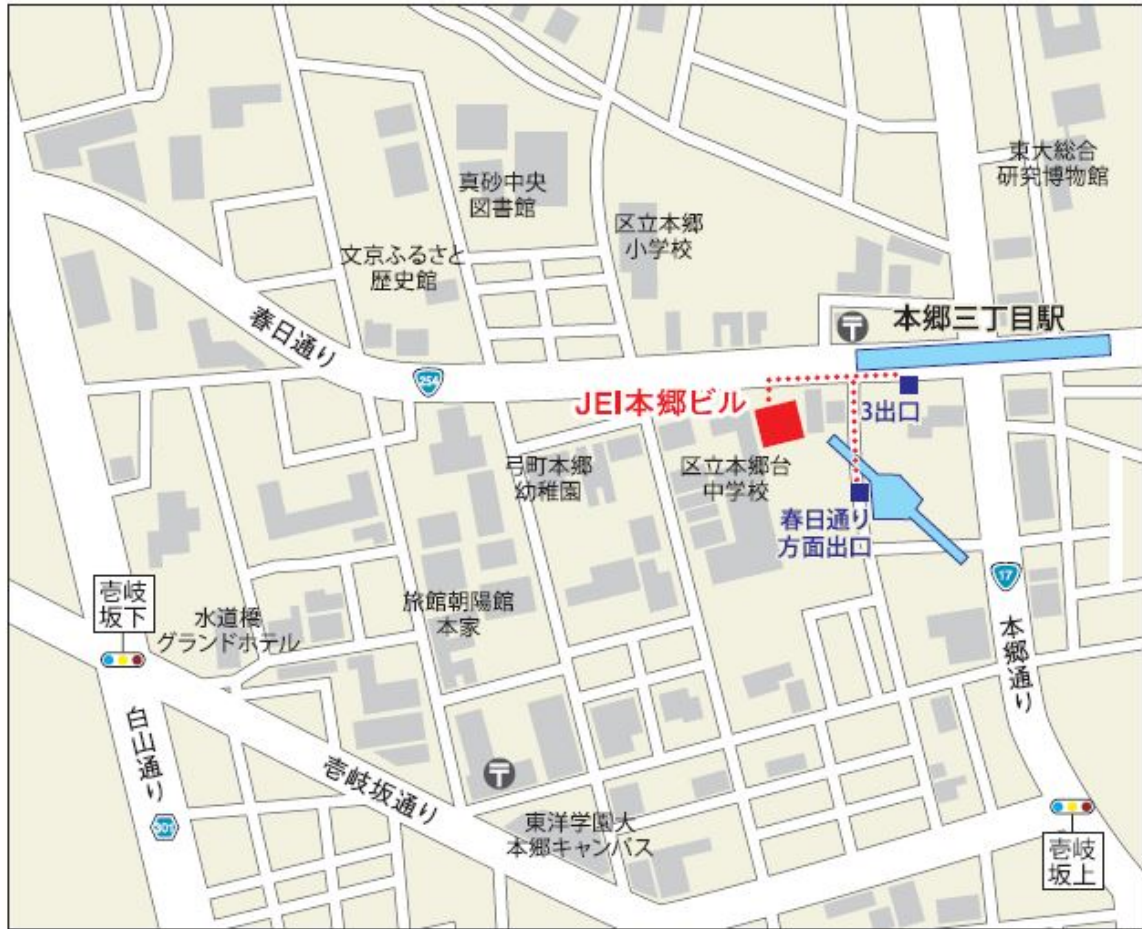 東大総合
研究博物館
真砂中央
図書館
区立本郷
小学校
文京ふるさと
歴史館
春日通り
254
〒
本郷三丁目駅
JEI本郷ビル
3出口
弓町本郷
幼稚園
区立本郷台
中学校
春日通り
方面出口
17
壱岐
坂下
水道橋
グランドホテル
旅館朝陽館
本家
本郷通り
白山通り
301
壱岐坂通り
〒
東洋学園大
本郷キャンパス
壱岐
坂上